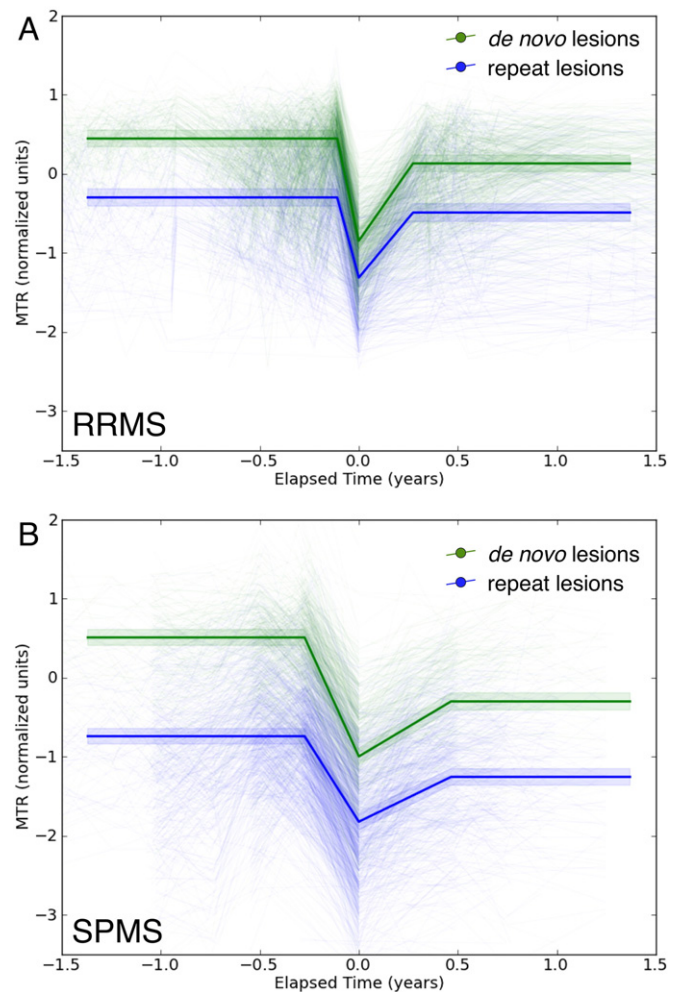 A
de novo lesions
repeat lesions
2
1
0
−1
−2
−3
MTR (normalized units)
RRMS
−1.5 −1.0 −0.5 0.0 0.5 1.0 1.5
Elapsed Time (years)
B
de novo lesions
repeat lesions
2
1
0
−1
−2
−3
MTR (normalized units)
SPMS
−1.5 −1.0 −0.5 0.0 0.5 1.0 1.5
Elapsed Time (years)